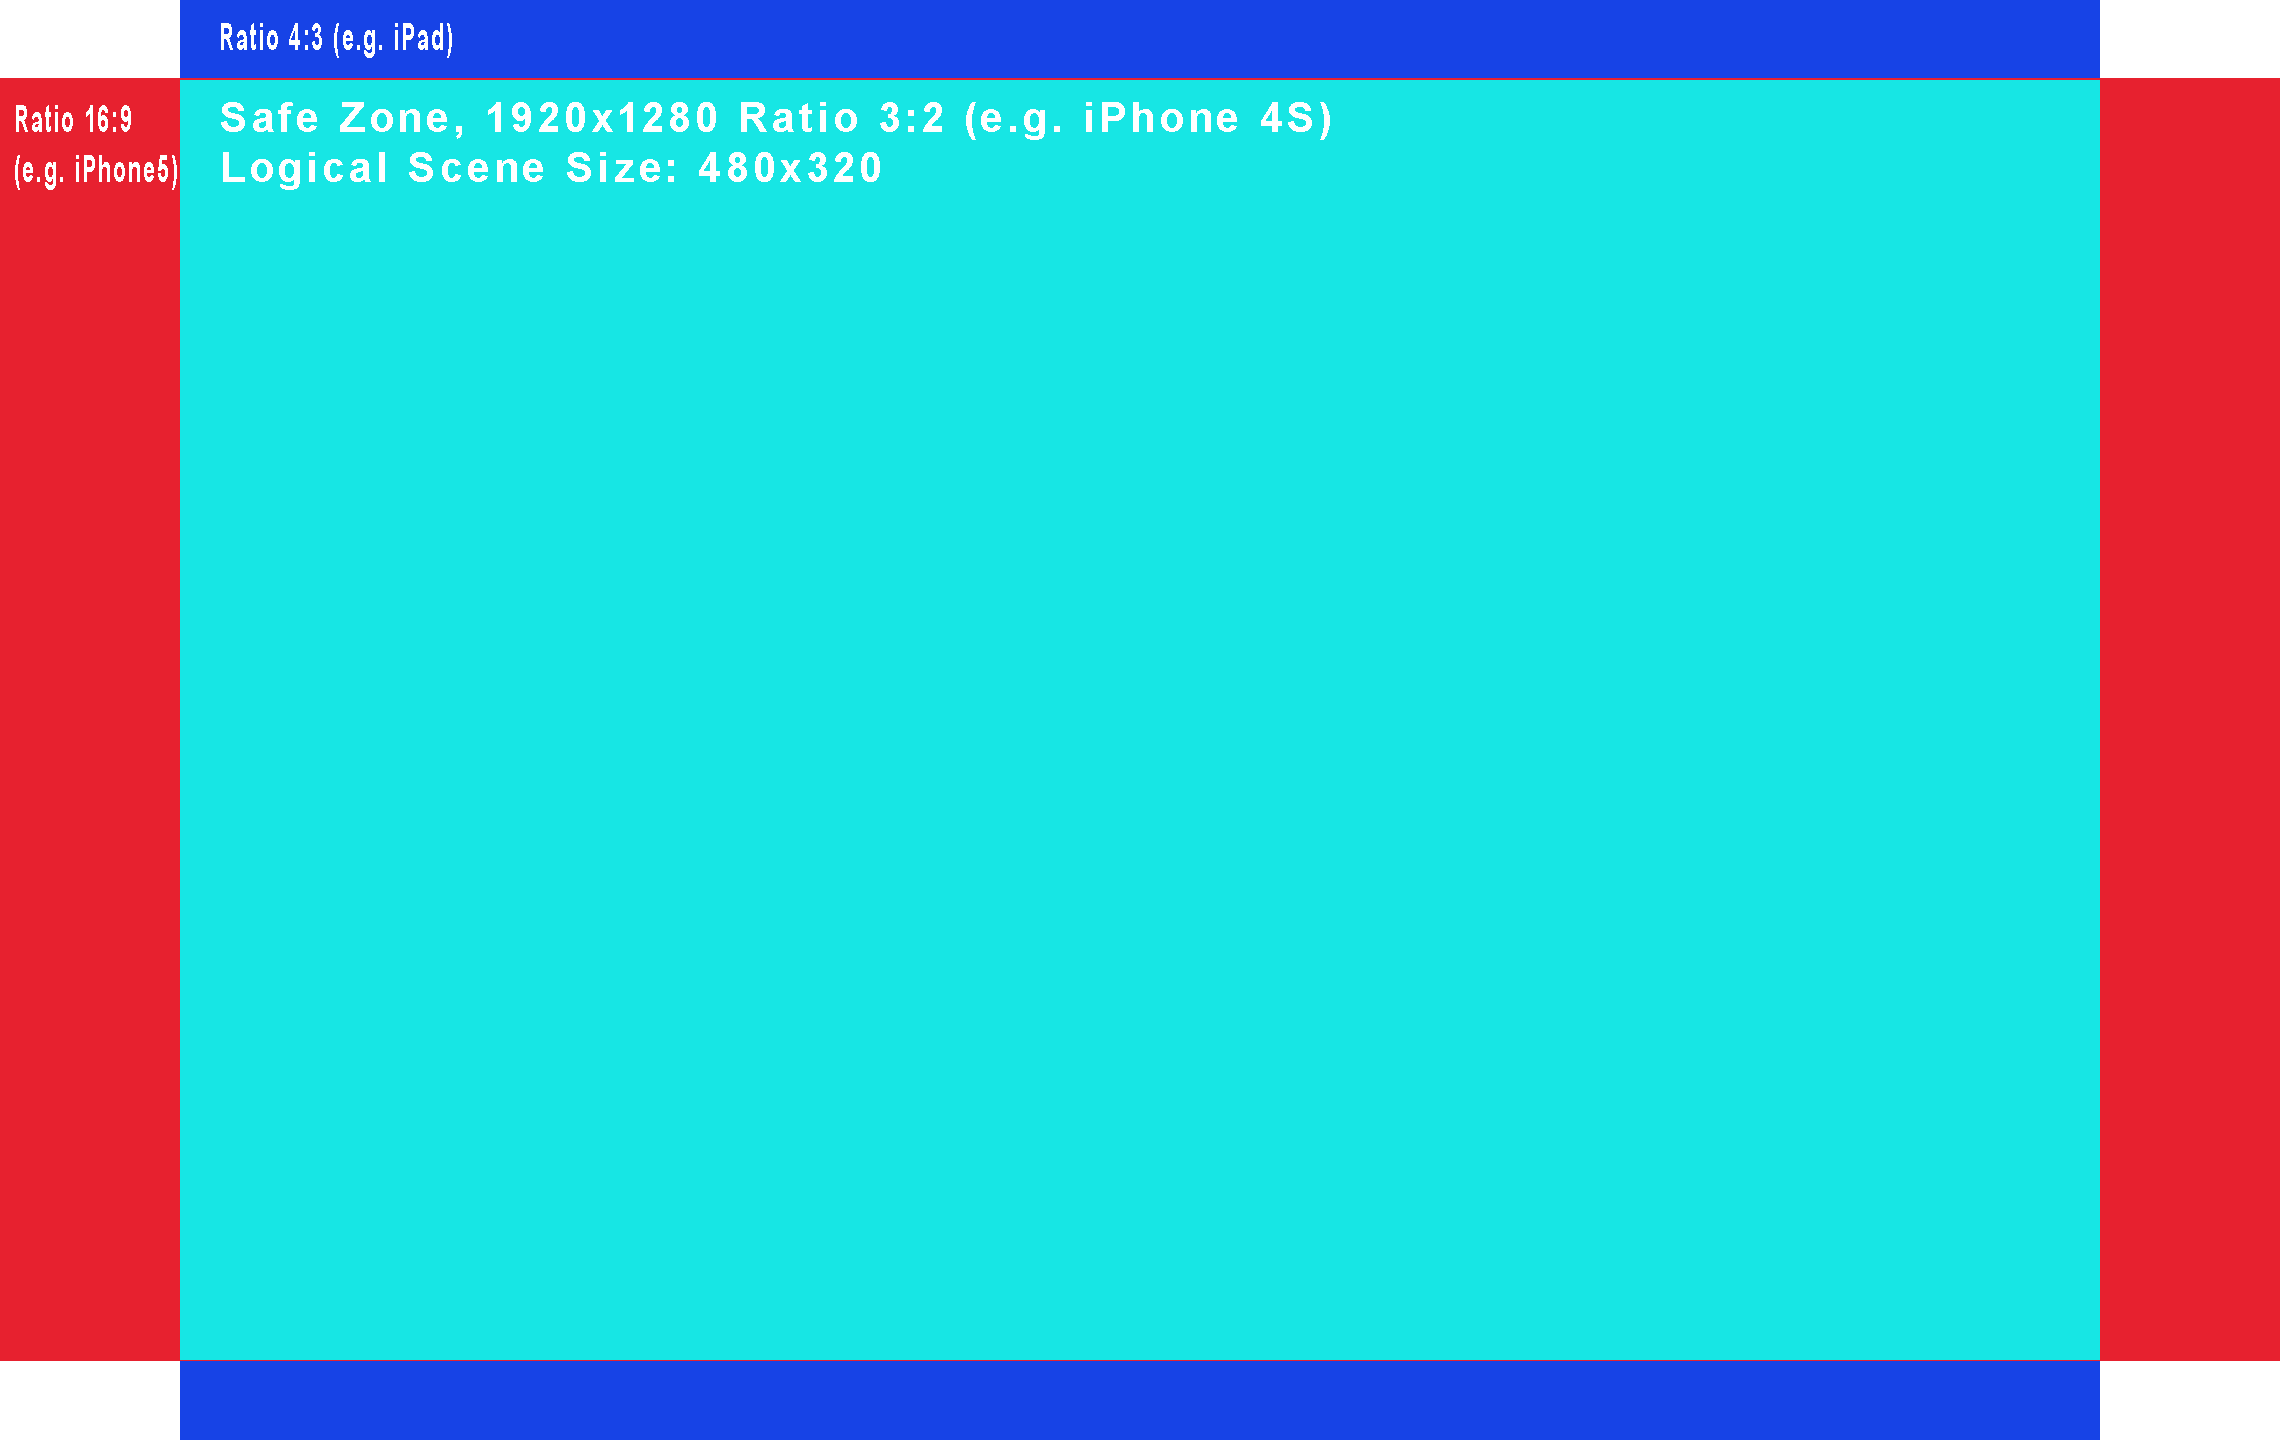 Ratio 4:3 (e.g. iPad)
Ratio 16:9
(e.g. iPhone5)
Safe Zone, 1920x1280 Ratio 3:2 (e.g. iPhone 4S)
Logical Scene Size: 480x320